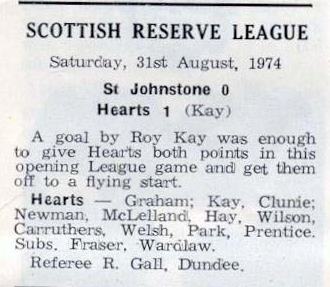 SCOTTISH RESERVE LEAGUE
Saturday, 31st August, 1974
St Johnstone 0
Hearts 1 (Kay)
A goal by Roy Kay was enough
to give Hearts both points in this
opening League game and get them
off to a flying start.
Hearts — Graham; Kay, Clunie;
Newman, McLelland, Hay, Wilson,
Carruthers, Welsh, Park, Prentice.
Subs. Fraser, Wardlaw.
Referee R. Gall, Dundee.